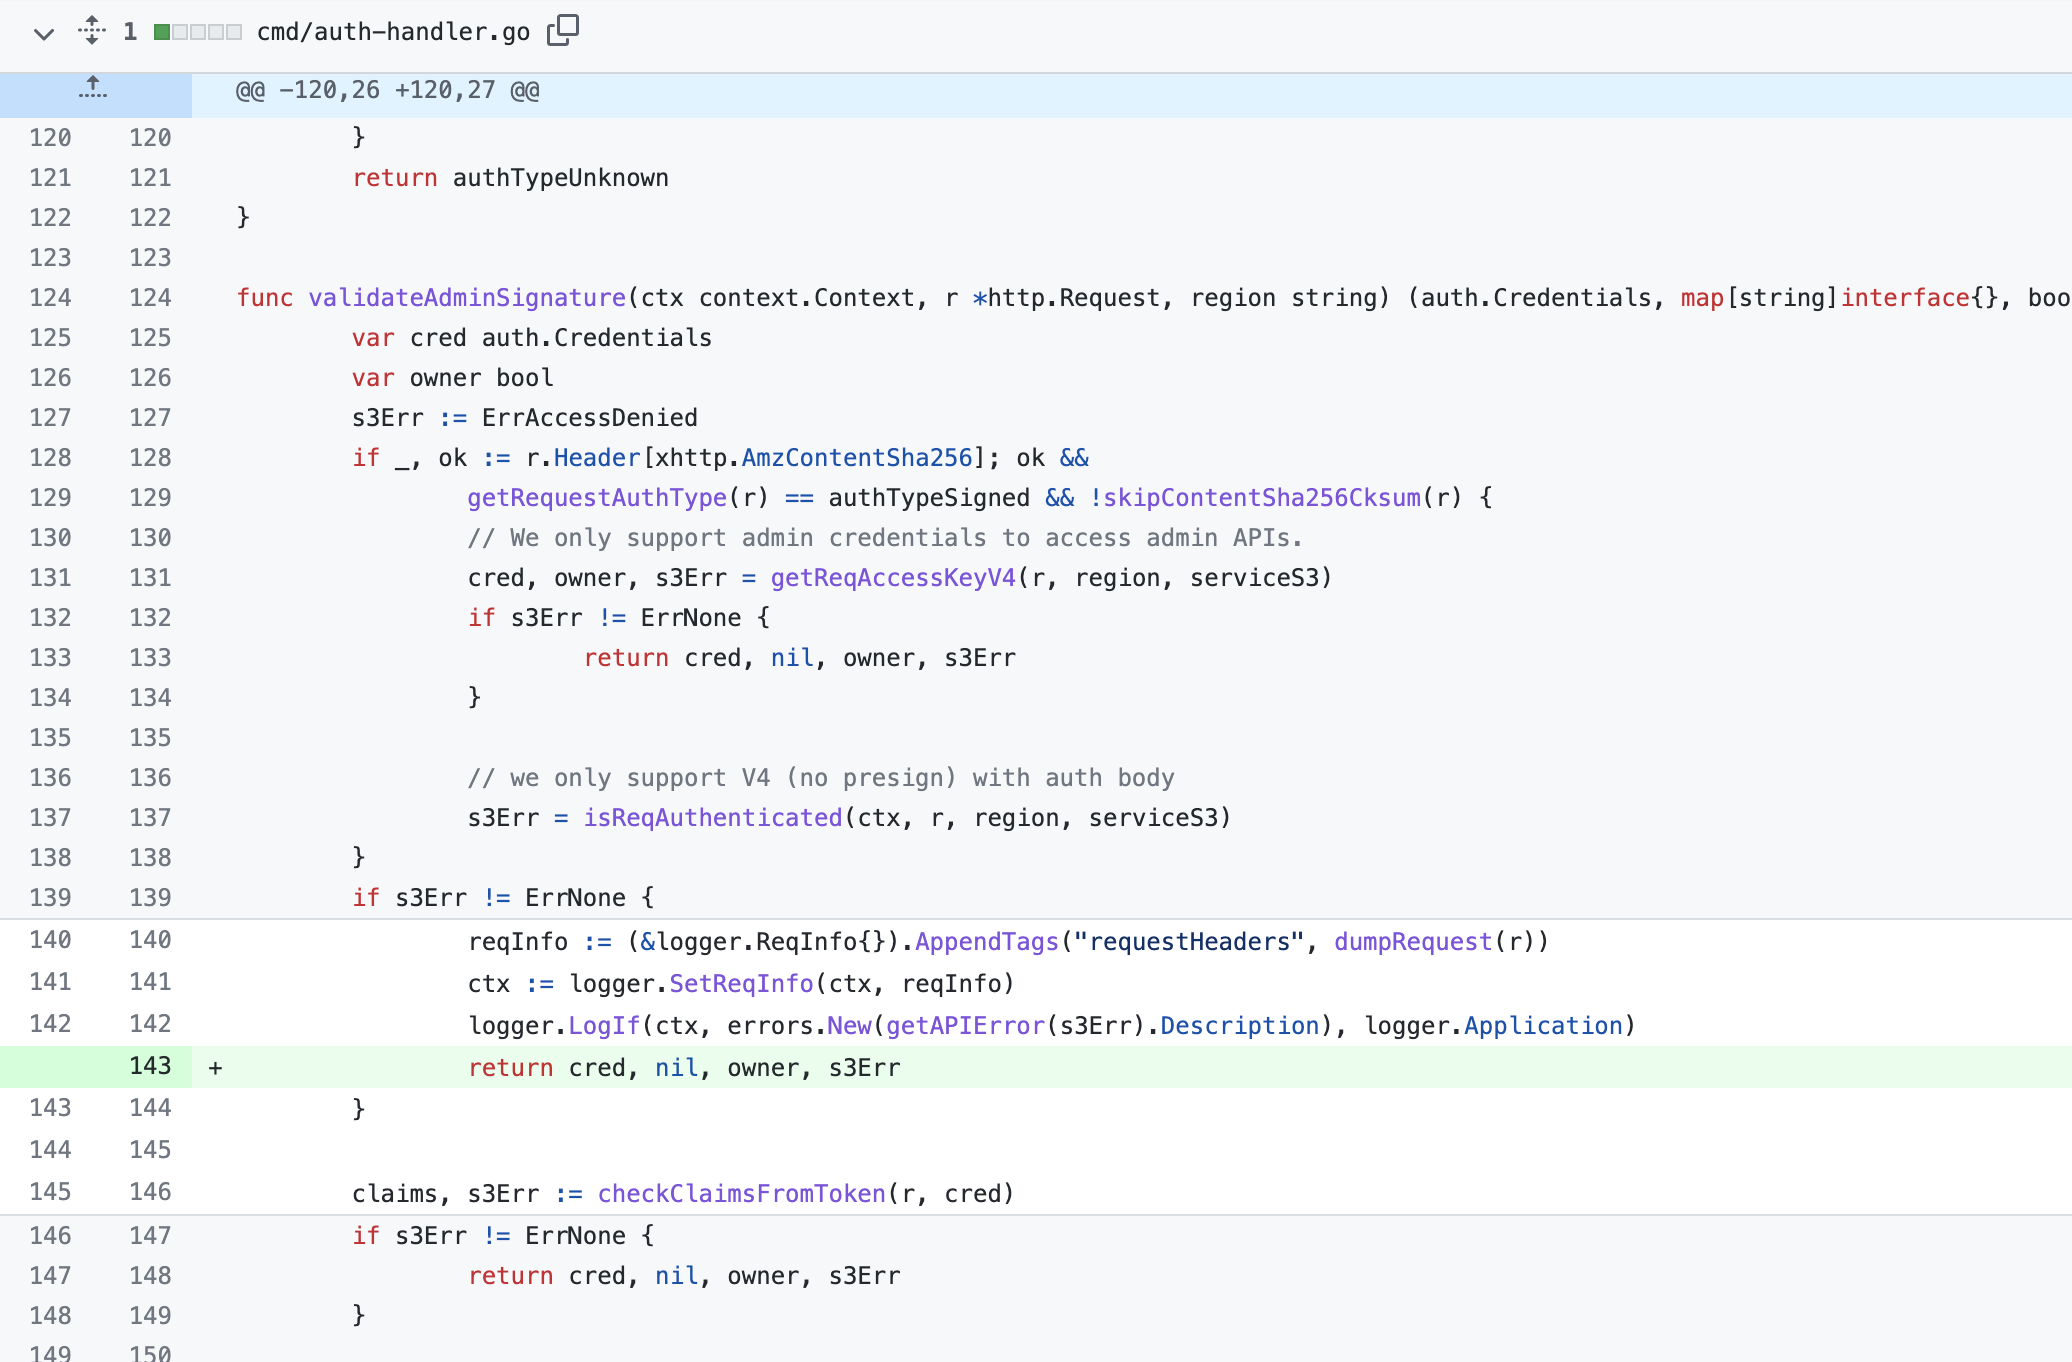 1 cmd/auth-handler.go
@@ -120,26 +120,27 @@
120 120 }
121 121 return authTypeUnknown
122 122 }
123 123
124 124 func validateAdminSignature(ctx context.Context, r *http.Request, region string) (auth.Credentials, map[string]interface{}, boo
125 125 var cred auth.Credentials
126 126 var owner bool
127 127 s3Err := ErrAccessDenied
128 128 if _, ok := r.Header[xhttp.AmzContentSha256]; ok &&
129 129 getRequestAuthType(r) == authTypeSigned && !skipContentSha256Cksum(r) {
130 130 // We only support admin credentials to access admin APIs.
131 131 cred, owner, s3Err = getReqAccessKeyV4(r, region, serviceS3)
132 132 if s3Err != ErrNone {
133 133 return cred, nil, owner, s3Err
134 134 }
135 135
136 136 // we only support V4 (no presign) with auth body
137 137 s3Err = isReqAuthenticated(ctx, r, region, serviceS3)
138 138 }
139 139 if s3Err != ErrNone {
140 140 reqInfo := (&logger.ReqInfo{}).AppendTags("requestHeaders", dumpRequest(r))
141 141 ctx := logger.SetReqInfo(ctx, reqInfo)
142 142 logger.LogIf(ctx, errors.New(getAPIError(s3Err).Description), logger.Application)
143 + return cred, nil, owner, s3Err
143 144 }
144 145
145 146 claims, s3Err := checkClaimsFromToken(r, cred)
146 147 if s3Err != ErrNone {
147 148 return cred, nil, owner, s3Err
148 149 }
149 150